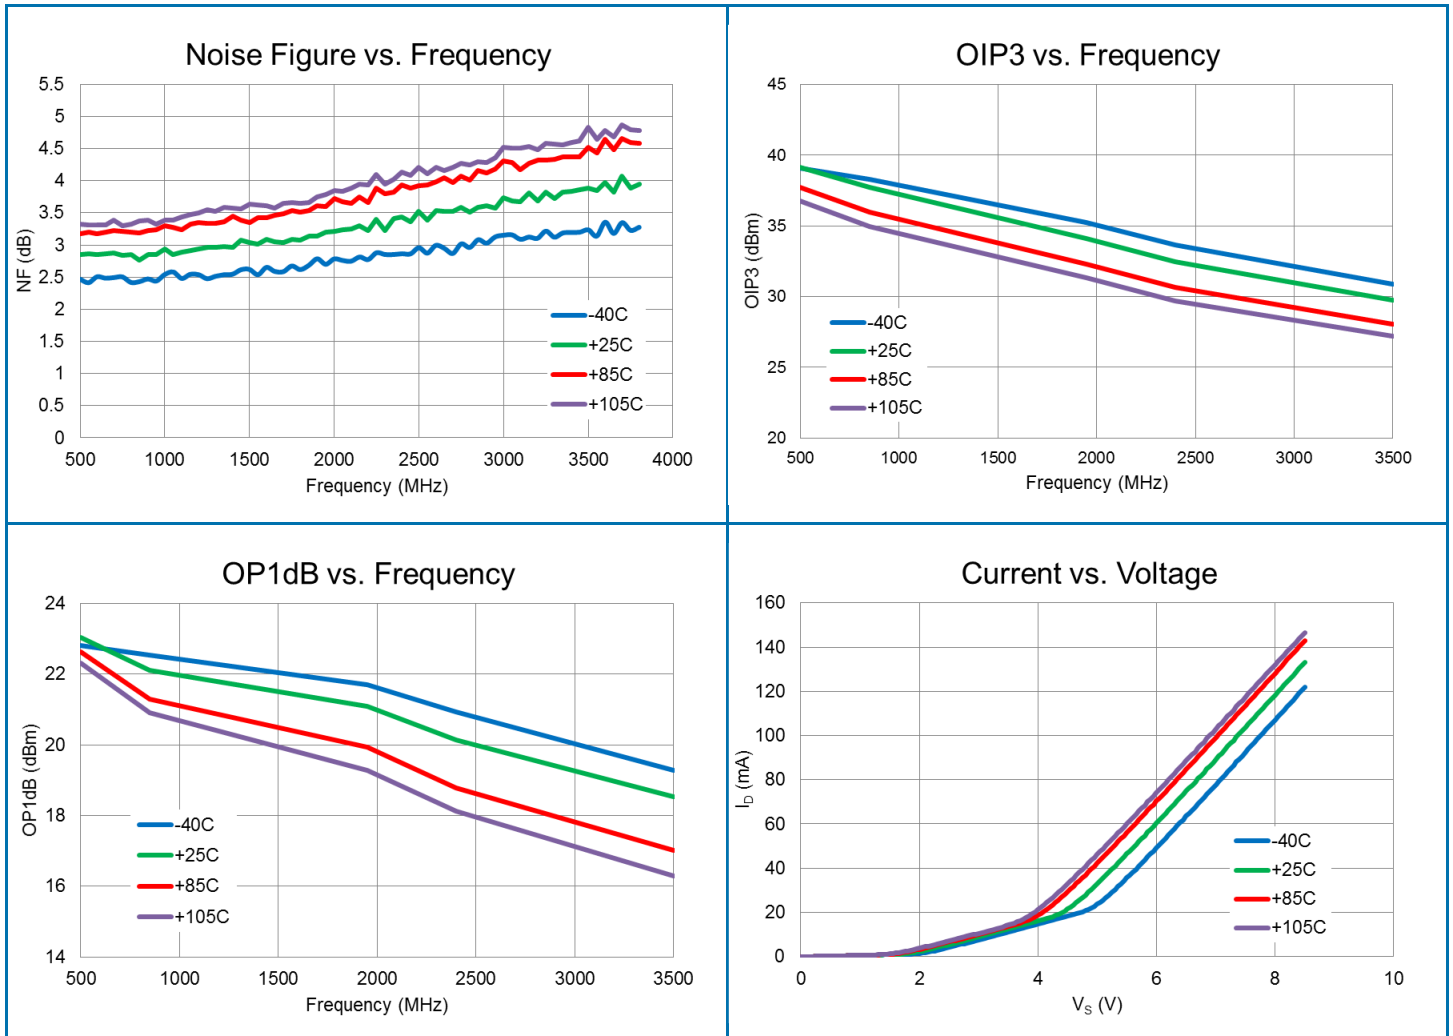 Noise Figure vs. Frequency
5.5
5
4.5
4
3.5
3
2.5
2
1.5
1
0.5
0
NF (dB)
-40C
+25C
+85C
+105C
500 1000 1500 2000 2500 3000 3500 4000
Frequency (MHz)
OIP3 vs. Frequency
45
40
35
30
25
20
OIP3 (dBm)
-40C
+25C
+85C
+105C
500 1000 1500 2000 2500 3000 3500
Frequency (MHz)
OP1dB vs. Frequency
24
22
20
18
16
14
OP1dB (dBm)
-40C
+25C
+85C
+105C
500 1000 1500 2000 2500 3000 3500
Frequency (MHz)
Current vs. Voltage
160
140
120
100
80
60
40
20
0
I_D (mA)
-40C
+25C
+85C
+105C
0 2 4 6 8 10
V_S (V)